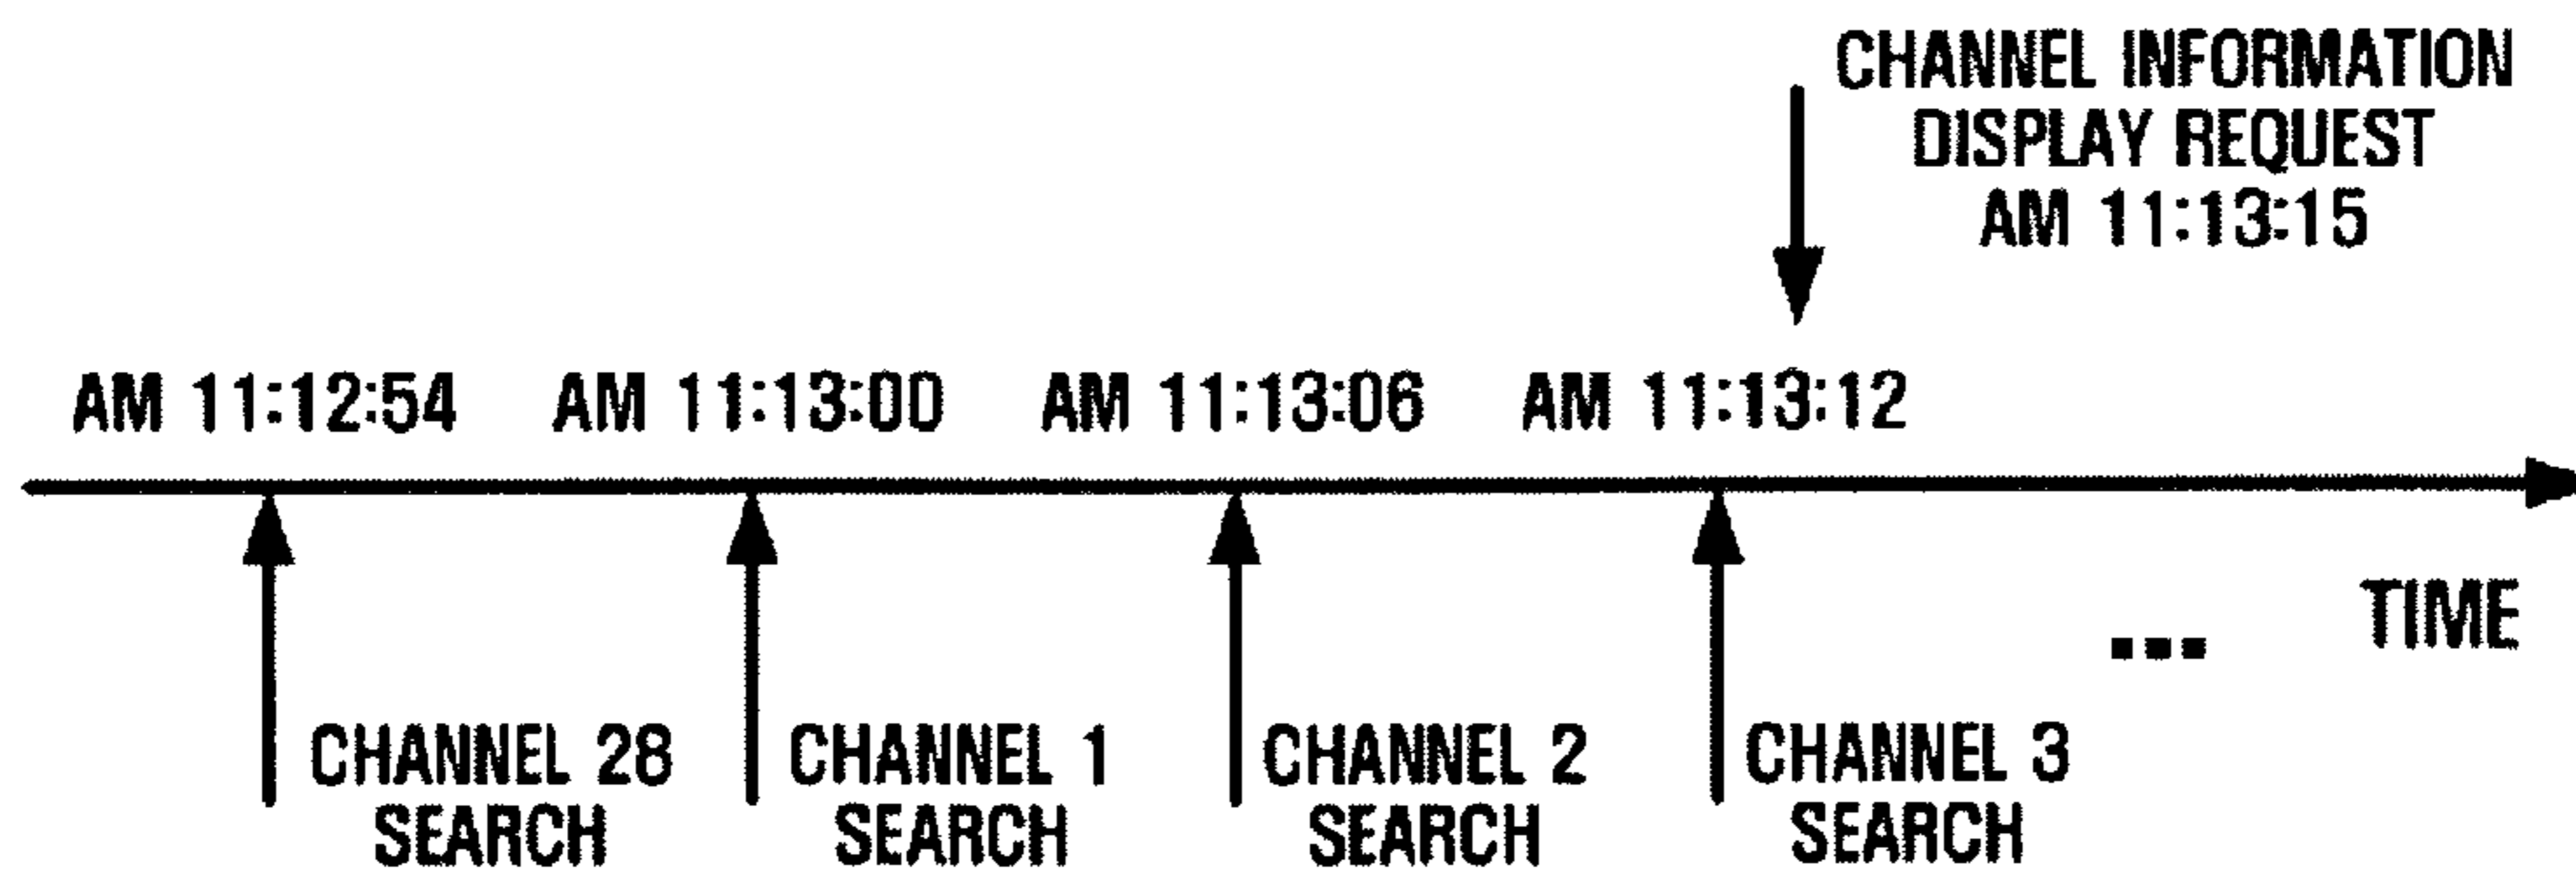 CHANNEL INFORMATION
DISPLAY REQUEST
AM 11:13:15
AM 11:12:54 AM 11:13:00 AM 11:13:06 AM 11:13:12
TIME
...
CHANNEL 28 CHANNEL 1 CHANNEL 2 CHANNEL 3
SEARCH SEARCH SEARCH SEARCH